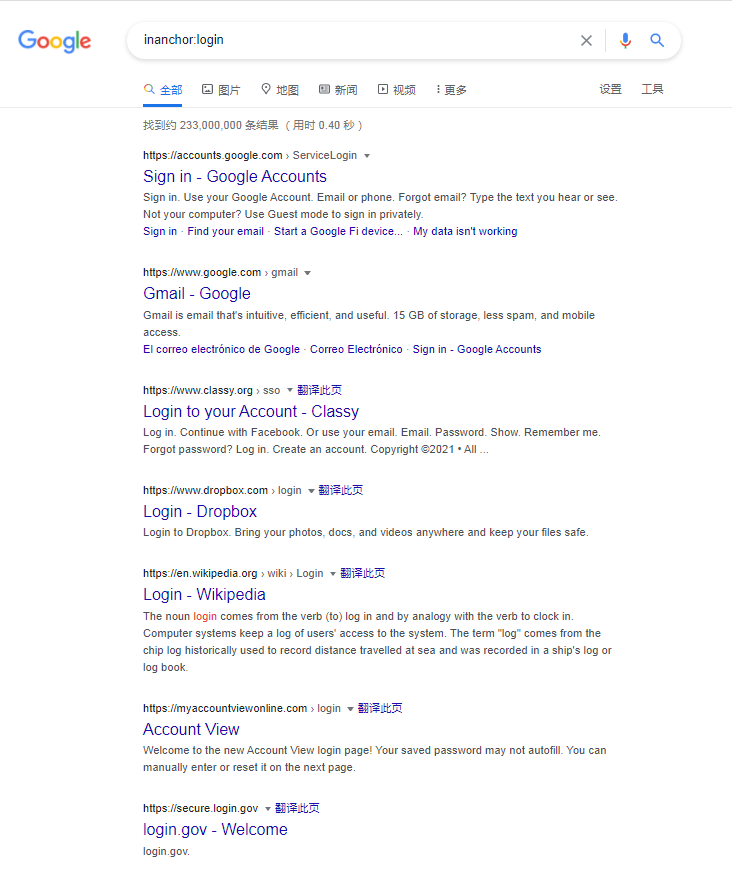 Google
inanchor:login
全部 图片 地图 新闻 视频 更多 设置 工具
找到约 233,000,000 条结果 （用时 0.40 秒）
https://accounts.google.com › ServiceLogin
Sign in - Google Accounts
Sign in. Use your Google Account. Email or phone. Forgot email? Type the text you hear or see.
Not your computer? Use Guest mode to sign in privately.
Sign in · Find your email · Start a Google Fi device... · My data isn't working
https://www.google.com › gmail
Gmail - Google
Gmail is email that's intuitive, efficient, and useful. 15 GB of storage, less spam, and mobile
access.
El correo electrónico de Google · Correo Electrónico · Sign in - Google Accounts
https://www.classy.org › sso 翻译此页
Login to your Account - Classy
Log in. Continue with Facebook. Or use your email. Email. Password. Show. Remember me.
Forgot password? Log in. Create an account. Copyright ©2021 • All ...
https://www.dropbox.com › login 翻译此页
Login - Dropbox
Login to Dropbox. Bring your photos, docs, and videos anywhere and keep your files safe.
https://en.wikipedia.org › wiki › Login 翻译此页
Login - Wikipedia
The noun login comes from the verb (to) log in and by analogy with the verb to clock in.
Computer systems keep a log of users' access to the system. The term "log" comes from the
chip log historically used to record distance travelled at sea and was recorded in a ship's log or
log book.
https://myaccountviewonline.com › login 翻译此页
Account View
Welcome to the new Account View login page! Your saved password may not autofill. You can
manually enter or reset it on the next page.
https://secure.login.gov 翻译此页
login.gov - Welcome
login.gov.